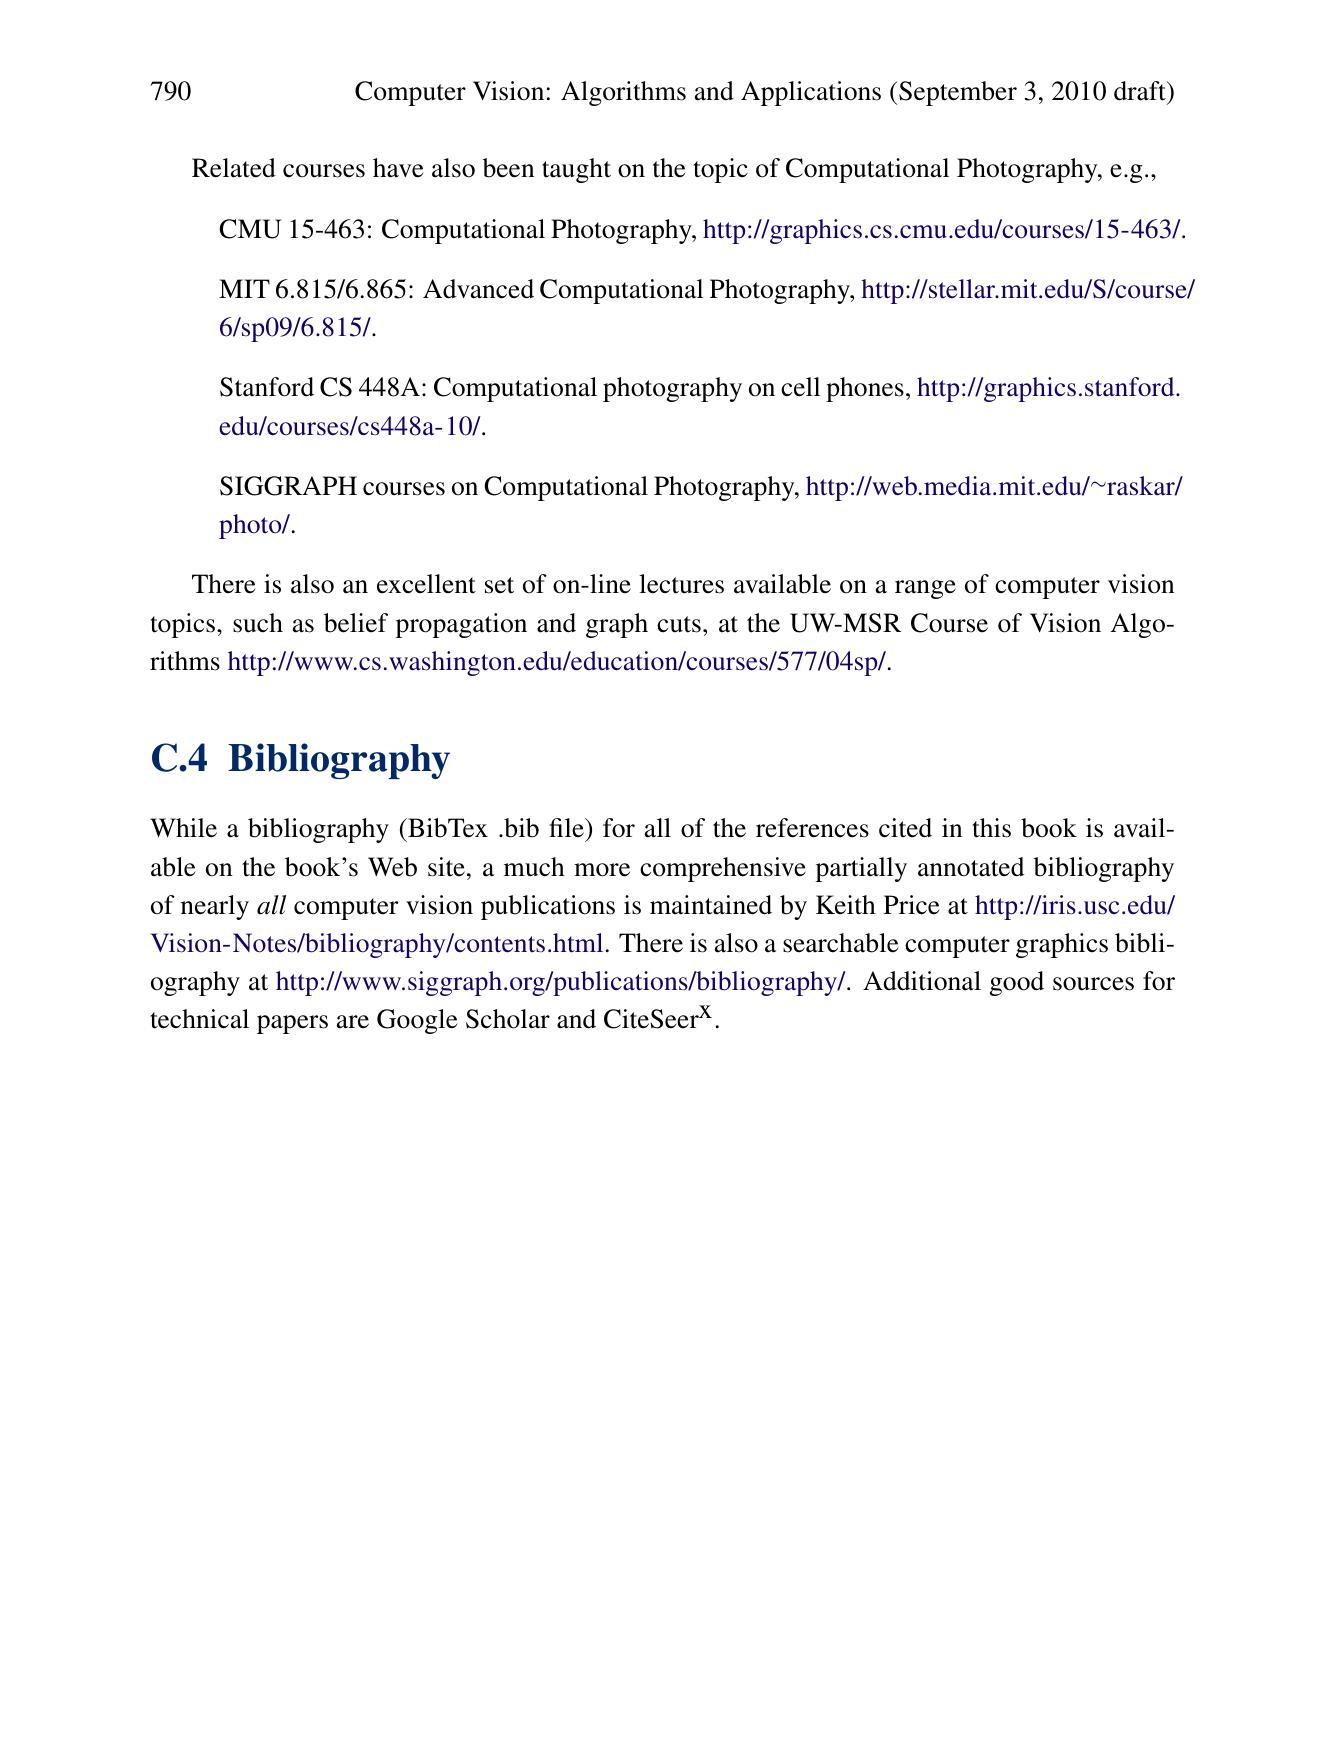 790 Computer Vision: Algorithms and Applications (September 3, 2010 draft)
Related courses have also been taught on the topic of Computational Photography, e.g.,
CMU 15-463: Computational Photography, http://graphics.cs.cmu.edu/courses/15-463/.
MIT 6.815/6.865: Advanced Computational Photography, http://stellar.mit.edu/S/course/
6/sp09/6.815/.
Stanford CS 448A: Computational photography on cell phones, http://graphics.stanford.
edu/courses/cs448a-10/.
SIGGRAPH courses on Computational Photography, http://web.media.mit.edu/~raskar/
photo/.
There is also an excellent set of on-line lectures available on a range of computer vision
topics, such as belief propagation and graph cuts, at the UW-MSR Course of Vision Algo-
rithms http://www.cs.washington.edu/education/courses/577/04sp/.
C.4 Bibliography
While a bibliography (BibTex .bib file) for all of the references cited in this book is avail-
able on the book's Web site, a much more comprehensive partially annotated bibliography
of nearly all computer vision publications is maintained by Keith Price at http://iris.usc.edu/
Vision-Notes/bibliography/contents.html. There is also a searchable computer graphics bibli-
ography at http://www.siggraph.org/publications/bibliography/. Additional good sources for
technical papers are Google Scholar and CiteSeerˣ.